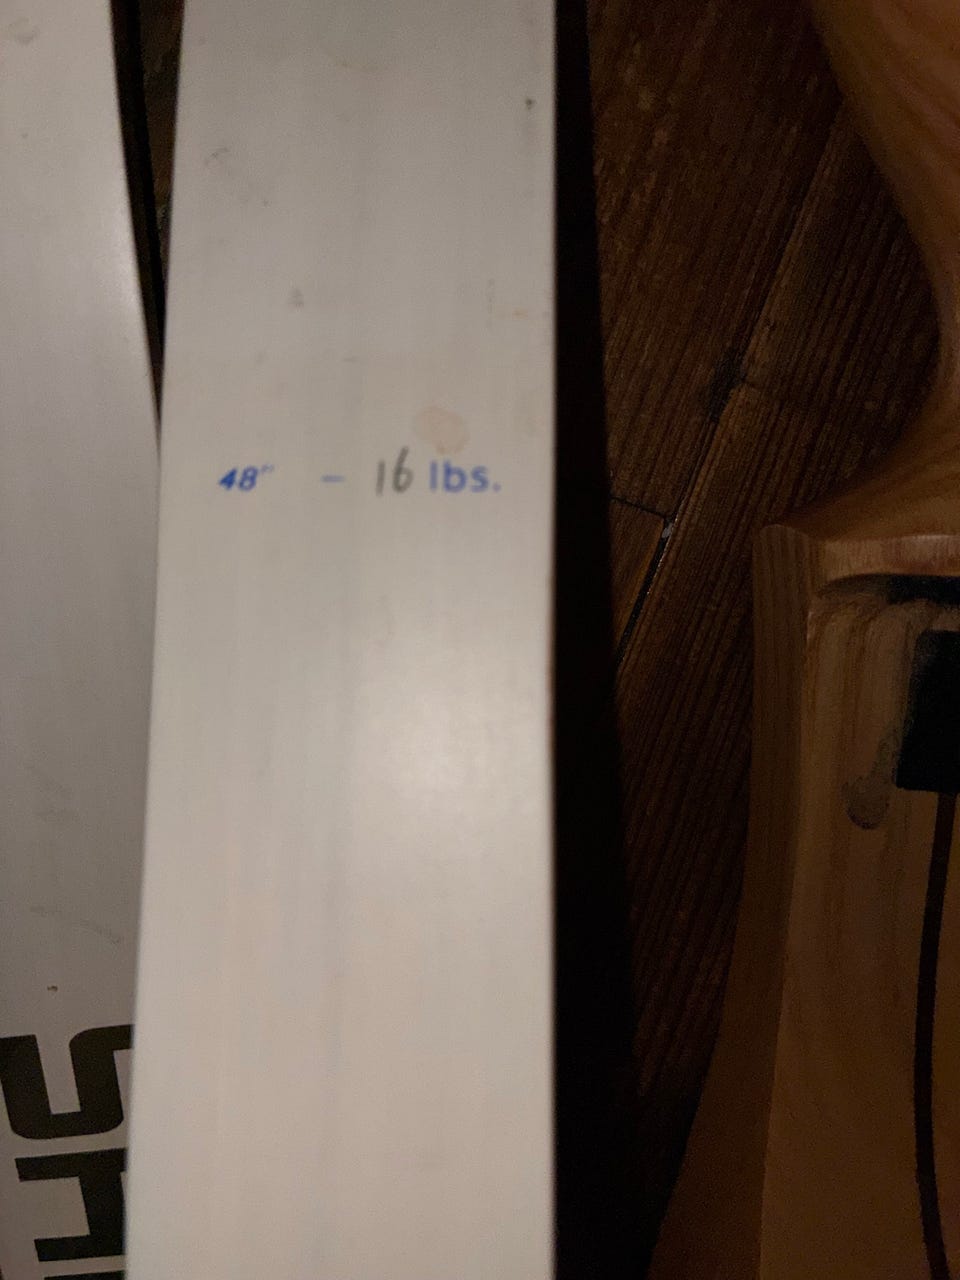 48" - 16 lbs.